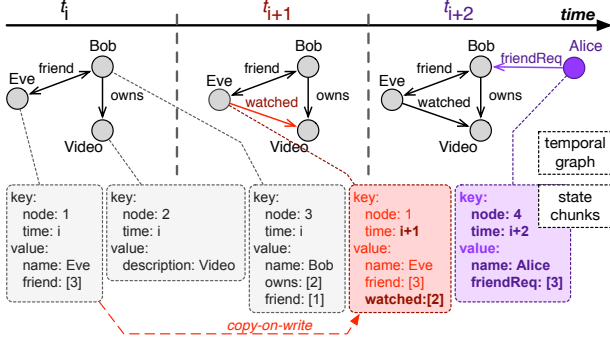 t_i t_{i+1} t_{i+2} time
Bob
Eve
friend
owns
Video
Bob
Eve
friend
watched
owns
Video
Bob
friendReq
Alice
Eve
friend
watched
owns
Video
temporal
graph
state
chunks
key:
node: 1
time: i
value:
name: Eve
friend: [3]
key:
node: 2
time: i
value:
description: Video
key:
node: 3
time: i
value:
name: Bob
owns: [2]
friend: [1]
key:
node: 1
time: i+1
value:
name: Eve
friend: [3]
watched:[2]
key:
node: 4
time: i+2
value:
name: Alice
friendReq: [3]
copy-on-write